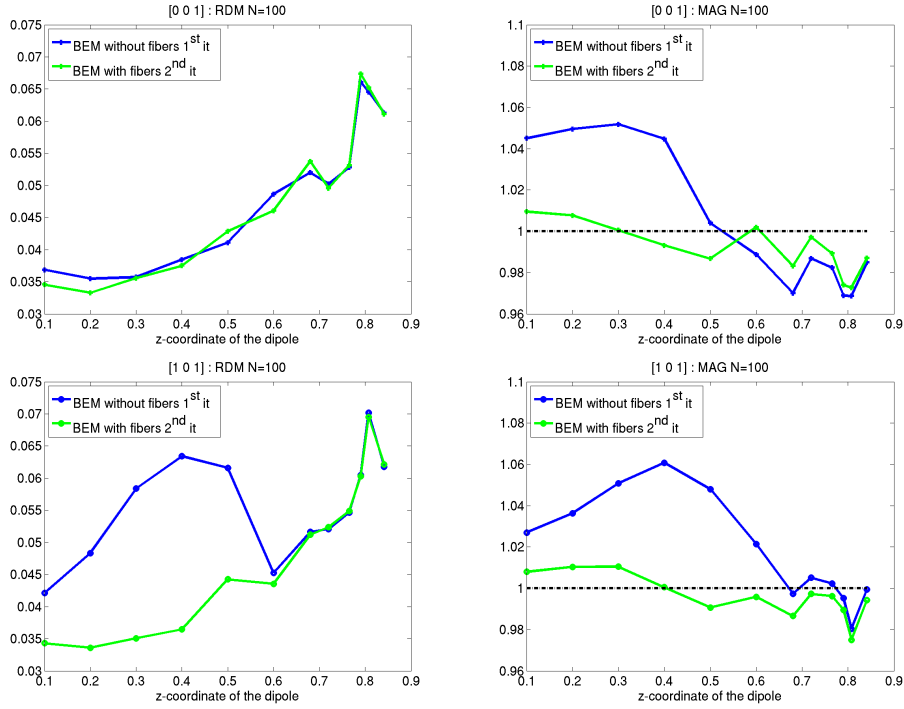 [0 0 1] : RDM N=100
0.075
0.07
0.065
0.06
0.055
0.05
0.045
0.04
0.035
0.03
BEM without fibers 1st it
BEM with fibers 2nd it
0.1 0.2 0.3 0.4 0.5 0.6 0.7 0.8 0.9
z-coordinate of the dipole
[0 0 1] : MAG N=100
1.1
1.08
1.06
1.04
1.02
1
0.98
0.96
BEM without fibers 1st it
BEM with fibers 2nd it
0.1 0.2 0.3 0.4 0.5 0.6 0.7 0.8 0.9
z-coordinate of the dipole
[1 0 1] : RDM N=100
0.075
0.07
0.065
0.06
0.055
0.05
0.045
0.04
0.035
0.03
BEM without fibers 1st it
BEM with fibers 2nd it
0.1 0.2 0.3 0.4 0.5 0.6 0.7 0.8 0.9
z-coordinate of the dipole
[1 0 1] : MAG N=100
1.1
1.08
1.06
1.04
1.02
1
0.98
0.96
BEM without fibers 1st it
BEM with fibers 2nd it
0.1 0.2 0.3 0.4 0.5 0.6 0.7 0.8 0.9
z-coordinate of the dipole